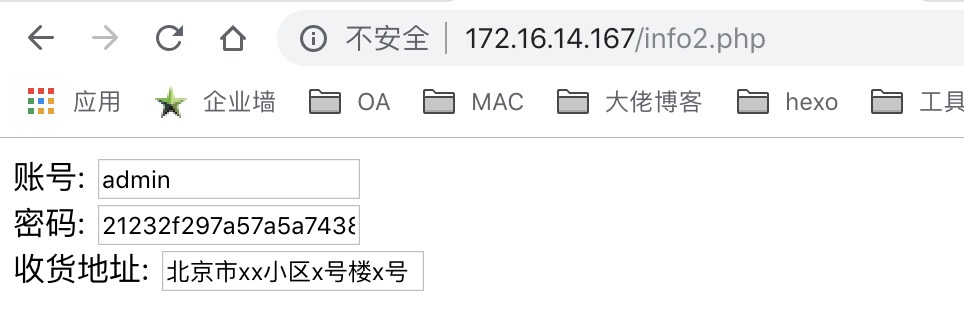 不安全 | 172.16.14.167/info2.php
应用 企业墙 OA MAC 大佬博客 hexo 工具
账号: admin
密码: 21232f297a57a5a7438
收货地址: 北京市xx小区x号楼x号